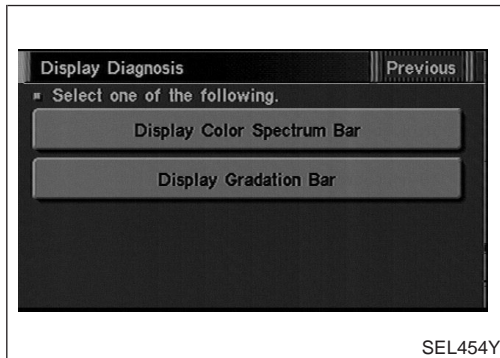 Display Diagnosis
Previous
Select one of the following.
Display Color Spectrum Bar
Display Gradation Bar
SEL454Y